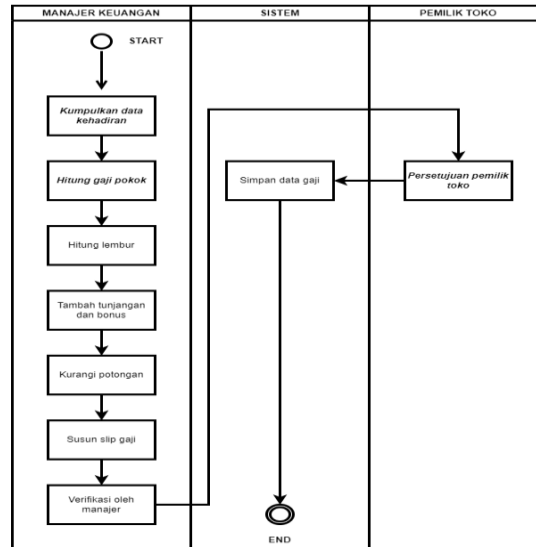 MANAJER KEUANGAN
SISTEM
PEMILIK TOKO
START
Kumpulkan data
kehadiran
Hitung gaji pokok
Hitung lembur
Tambah tunjangan
dan bonus
Kurangi potongan
Susun slip gaji
Verifikasi oleh
manajer
Simpan data gaji
END
Persetujuan pemilik
toko